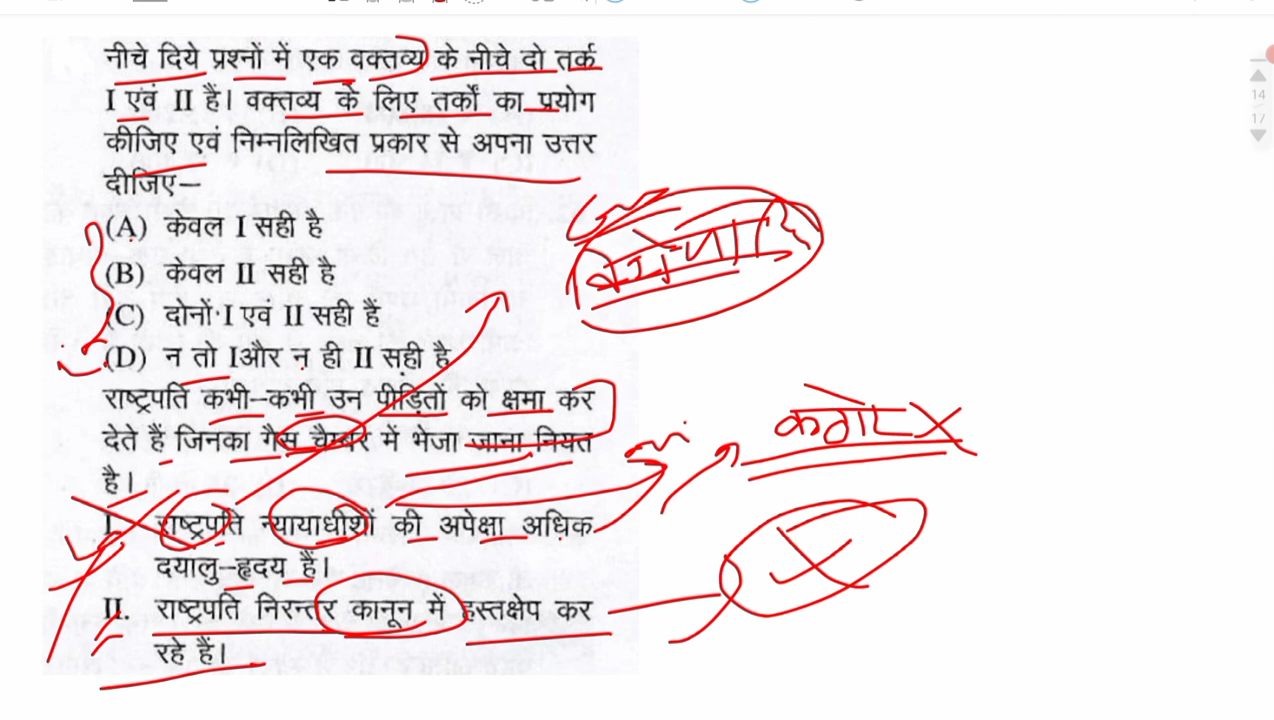 नीचे दिये प्रश्नों में एक वक्तव्य के नीचे दो तर्क
I एवं II है। वक्तव्य के लिए तर्कों का प्रयोग
कीजिए एवं निम्नलिखित प्रकार से अपना उत्तर
दीजिए–
(A) केवल I सही है
(B) केवल II सही है
(C) दोनों I एवं II सही हैं
(D) न तो I और न ही II सही है
राष्ट्रपति कभी–कभी उन पीड़ितों को क्षमा कर
देते हैं जिनका गैस चैम्बर में भेजा जाना नियत
है।
I. राष्ट्रपति न्यायाधीशों की अपेक्षा अधिक
दयालु–हृदय हैं।
II. राष्ट्रपति निरन्तर कानून में हस्तक्षेप कर
रहे हैं।
14
17